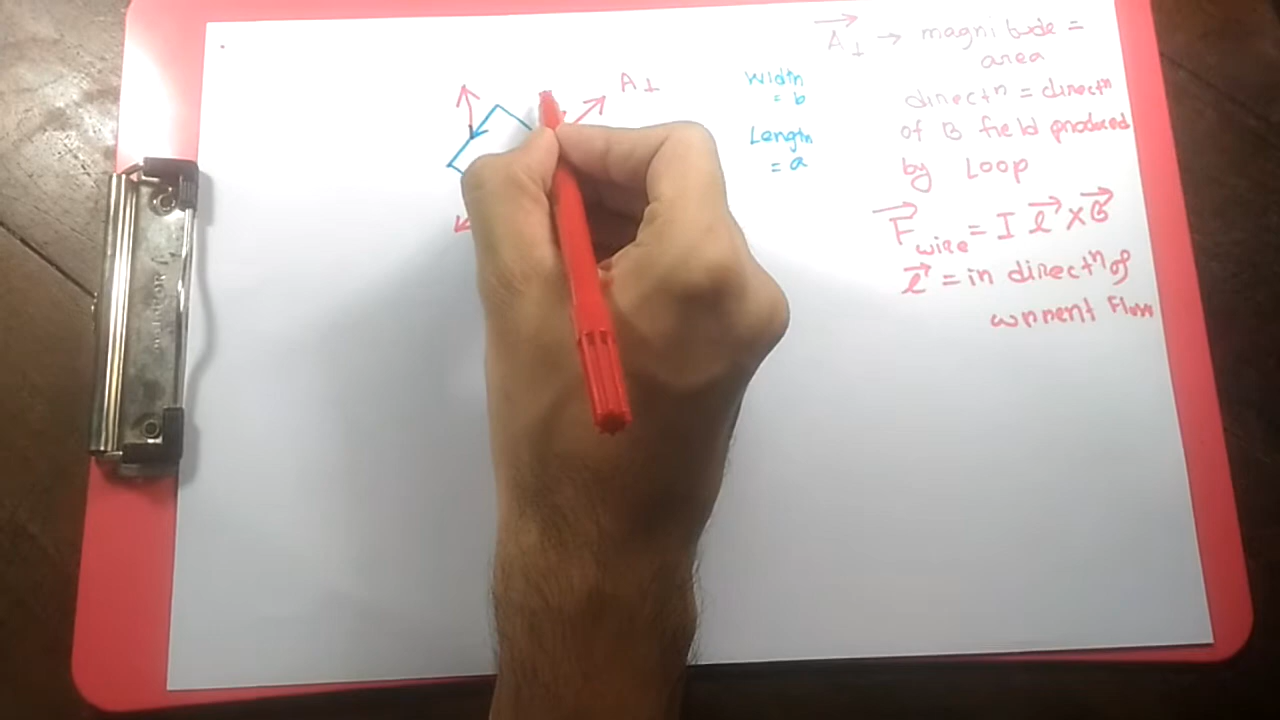 A⊥
Width
= b
Length
= a
A⊥ → magnitude =
area
directⁿ = directⁿ
of B field produced
by Loop
F wire = I l × B
l = in directⁿ of
current Flow